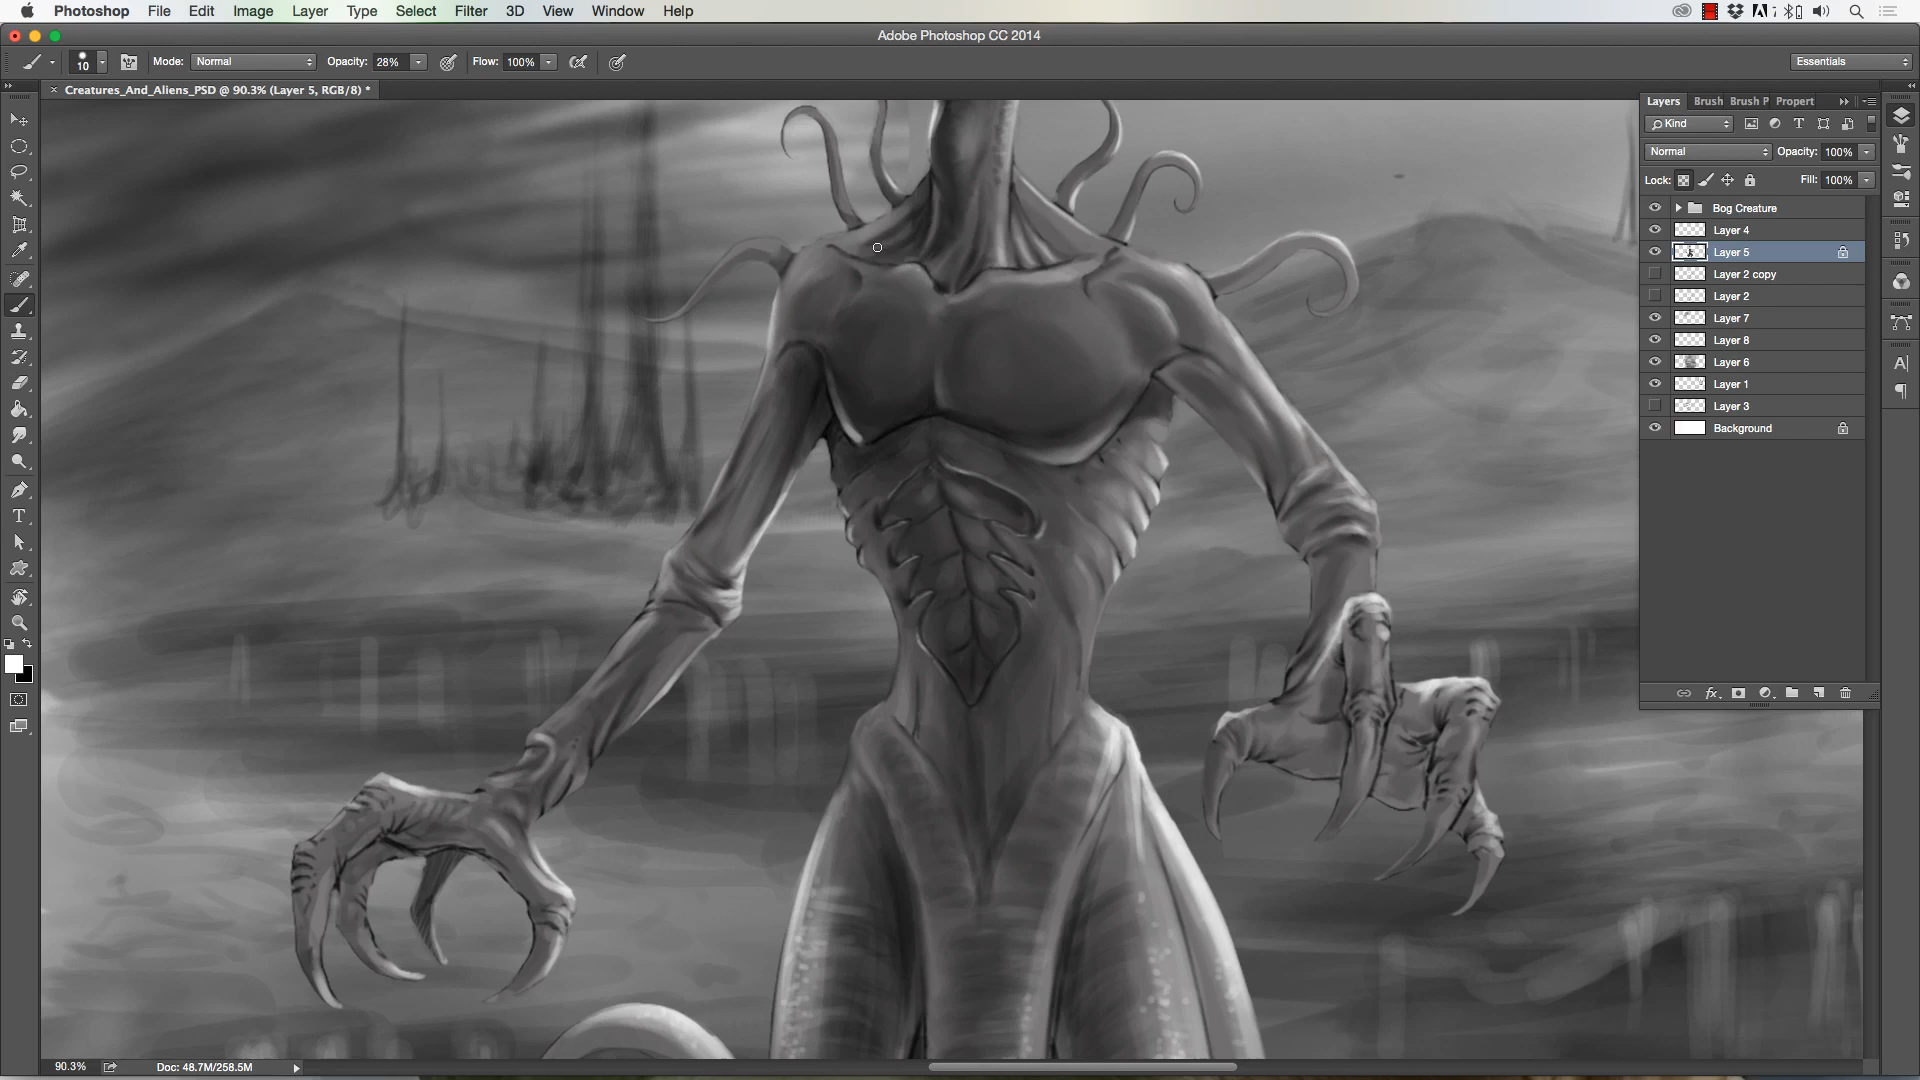 Photoshop File Edit Image Layer Type Select Filter 3D View Window Help
Adobe Photoshop CC 2014
10 Mode: Normal Opacity: 28% Flow: 100% Essentials
Creatures_And_Aliens_PSD @ 90.3% (Layer 5, RGB/8) *
Layers Brush Brush P Propert
Kind
Normal Opacity: 100%
Lock: Fill: 100%
Bog Creature
Layer 4
Layer 5
Layer 2 copy
Layer 2
Layer 7
Layer 8
Layer 6
Layer 1
Layer 3
Background
90.3% Doc: 48.7M/258.5M